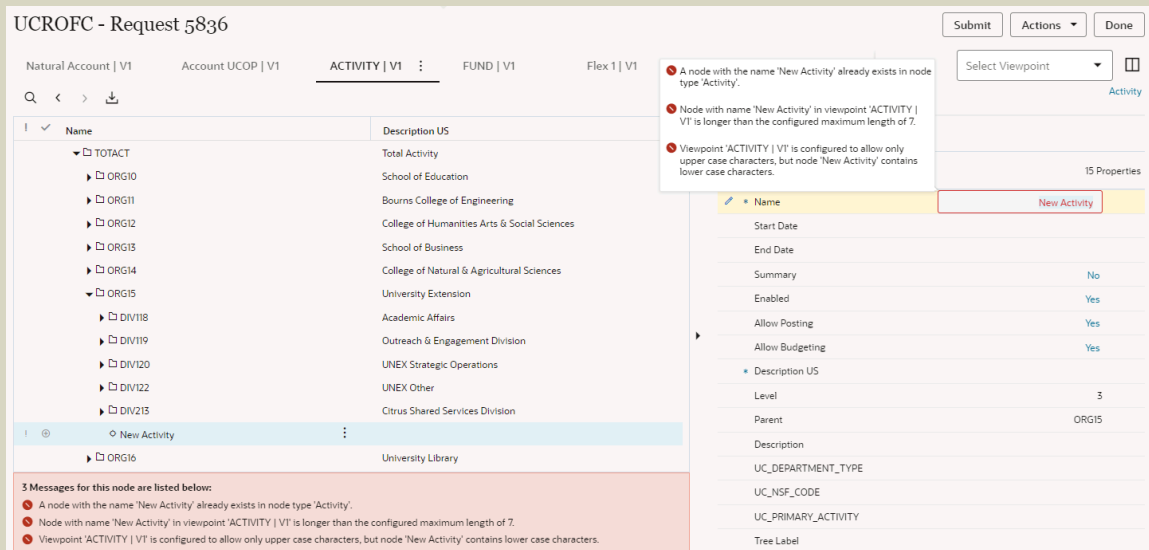 UCROFC - Request 5836
Submit
Actions
Done
Natural Account | V1
Account UCOP | V1
ACTIVITY | V1
FUND | V1
Flex 1 | V1
Select Viewpoint
Activity
A node with the name 'New Activity' already exists in node
type 'Activity'.
Node with name 'New Activity' in viewpoint 'ACTIVITY |
V1' is longer than the configured maximum length of 7.
Viewpoint 'ACTIVITY | V1' is configured to allow only
upper case characters, but node 'New Activity' contains
lower case characters.
Name Description US
TOTACT Total Activity
ORG10 School of Education
ORG11 Bourns College of Engineering
ORG12 College of Humanities Arts & Social Sciences
ORG13 School of Business
ORG14 College of Natural & Agricultural Sciences
ORG15 University Extension
DIV118 Academic Affairs
DIV119 Outreach & Engagement Division
DIV120 UNEX Strategic Operations
DIV122 UNEX Other
DIV213 Citrus Shared Services Division
New Activity
ORG16 University Library
3 Messages for this node are listed below:
A node with the name 'New Activity' already exists in node type 'Activity'.
Node with name 'New Activity' in viewpoint 'ACTIVITY | V1' is longer than the configured maximum length of 7.
Viewpoint 'ACTIVITY | V1' is configured to allow only upper case characters, but node 'New Activity' contains lower case characters.
15 Properties
Name New Activity
Start Date
End Date
Summary No
Enabled Yes
Allow Posting Yes
Allow Budgeting Yes
Description US
Level 3
Parent ORG15
Description
UC_DEPARTMENT_TYPE
UC_NSF_CODE
UC_PRIMARY_ACTIVITY
Tree Label